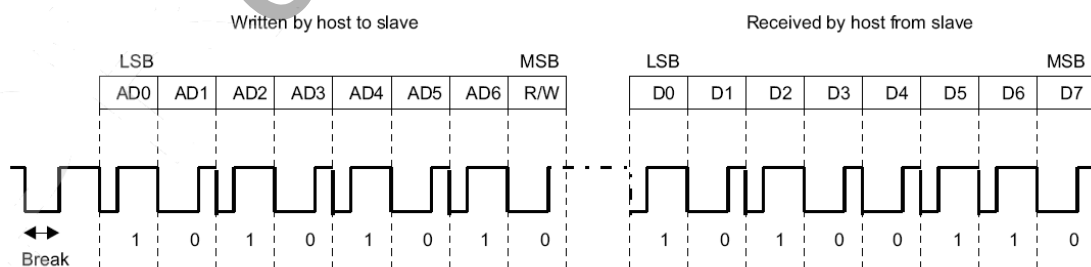 Written by host to slave Received by host from slave
LSB MSB LSB MSB
AD0 AD1 AD2 AD3 AD4 AD5 AD6 R/W D0 D1 D2 D3 D4 D5 D6 D7
1 0 1 0 1 0 1 0 1 0 1 0 0 1 1 0
Break